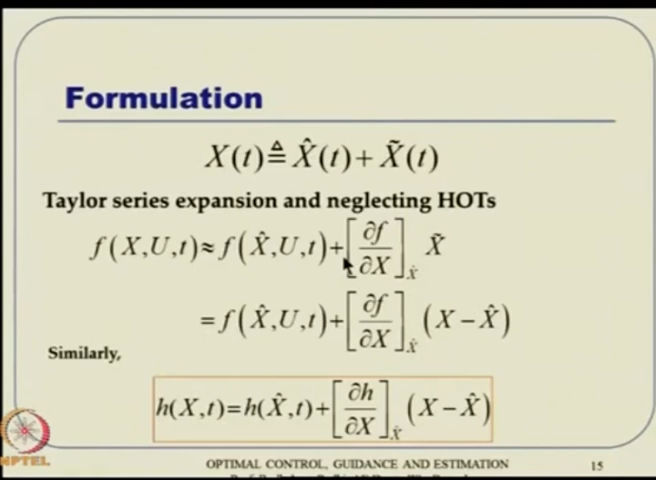 Formulation
X(t) ≜ X̂(t) + X̃(t)
Taylor series expansion and neglecting HOTs
f(X,U,t) ≈ f(X̂,U,t) + [∂f/∂X]_X̂ X̃
= f(X̂,U,t) + [∂f/∂X]_X̂ (X − X̂)
Similarly,
h(X,t) = h(X̂,t) + [∂h/∂X]_X̂ (X − X̂)
NPTEL
OPTIMAL CONTROL, GUIDANCE AND ESTIMATION 15